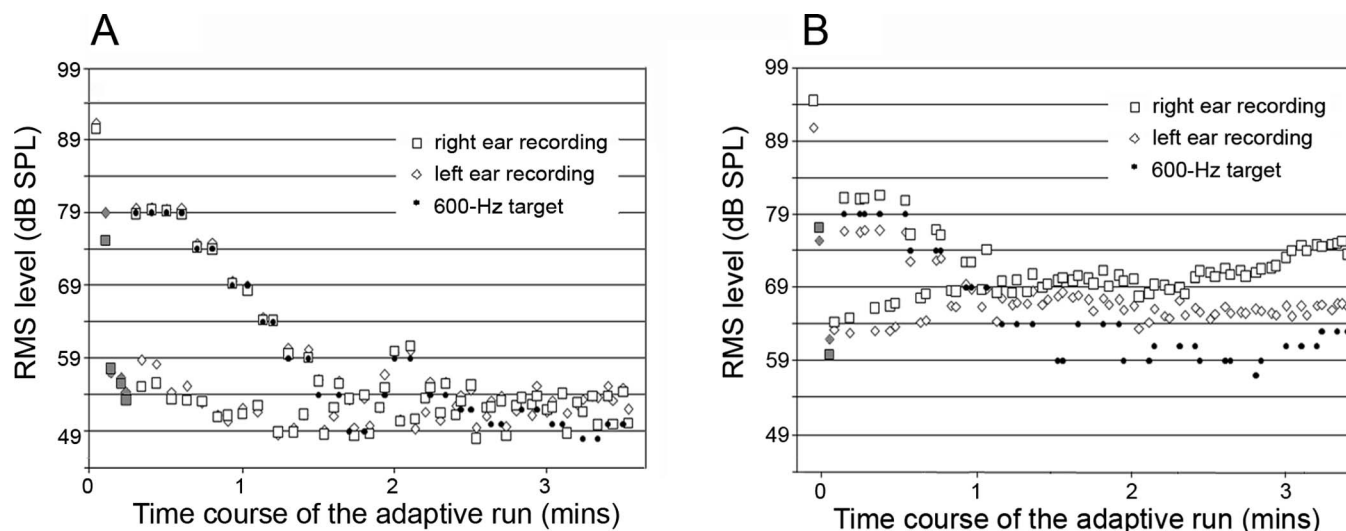 A
RMS level (dB SPL)
99
89
79
69
59
49
right ear recording
left ear recording
600-Hz target
0
1
2
3
Time course of the adaptive run (mins)
B
RMS level (dB SPL)
99
89
79
69
59
49
right ear recording
left ear recording
600-Hz target
0
1
2
3
Time course of the adaptive run (mins)